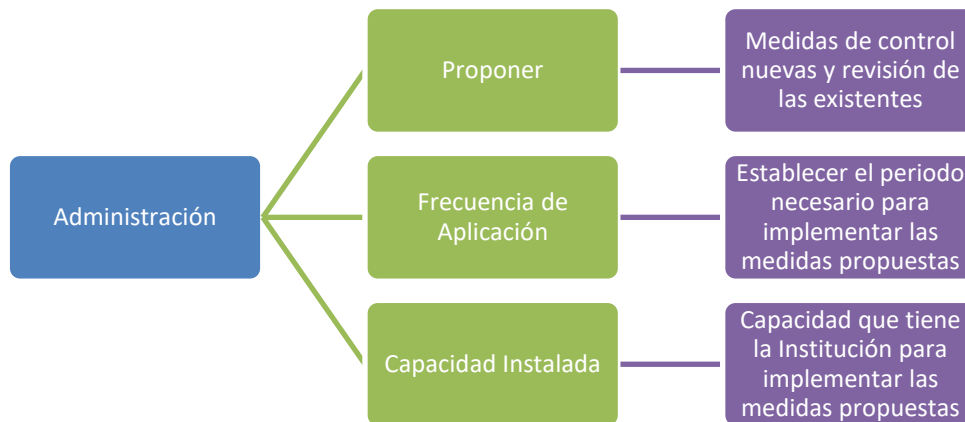 Administración
Proponer
Medidas de control
nuevas y revisión de
las existentes
Frecuencia de
Aplicación
Establecer el periodo
necesario para
implementar las
medidas propuestas
Capacidad Instalada
Capacidad que tiene
la Institución para
implementar las
medidas propuestas